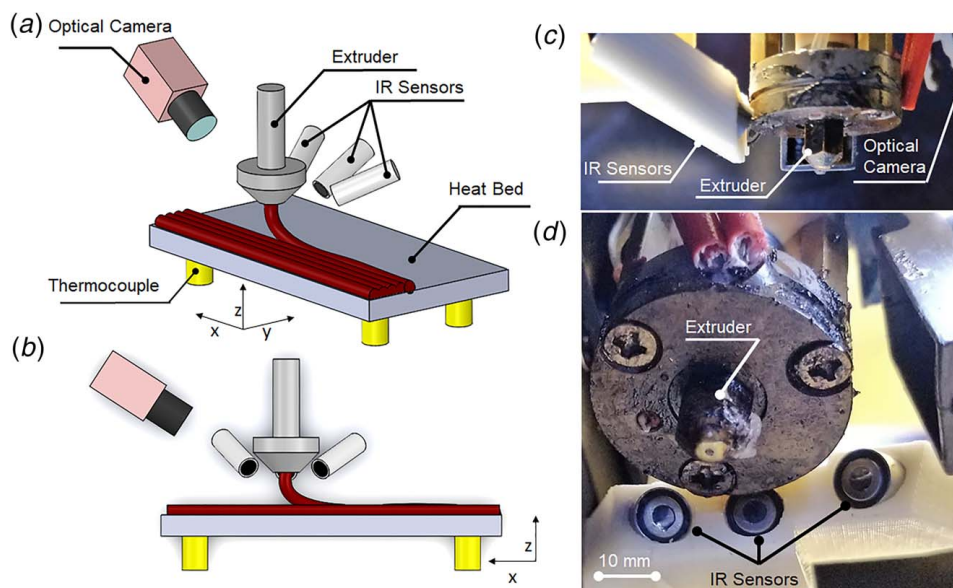 (a)
Optical Camera
Extruder
IR Sensors
Heat Bed
Thermocouple
z
x
y
(b)
z
x
(c)
IR Sensors
Extruder
Optical
Camera
(d)
Extruder
10 mm
IR Sensors